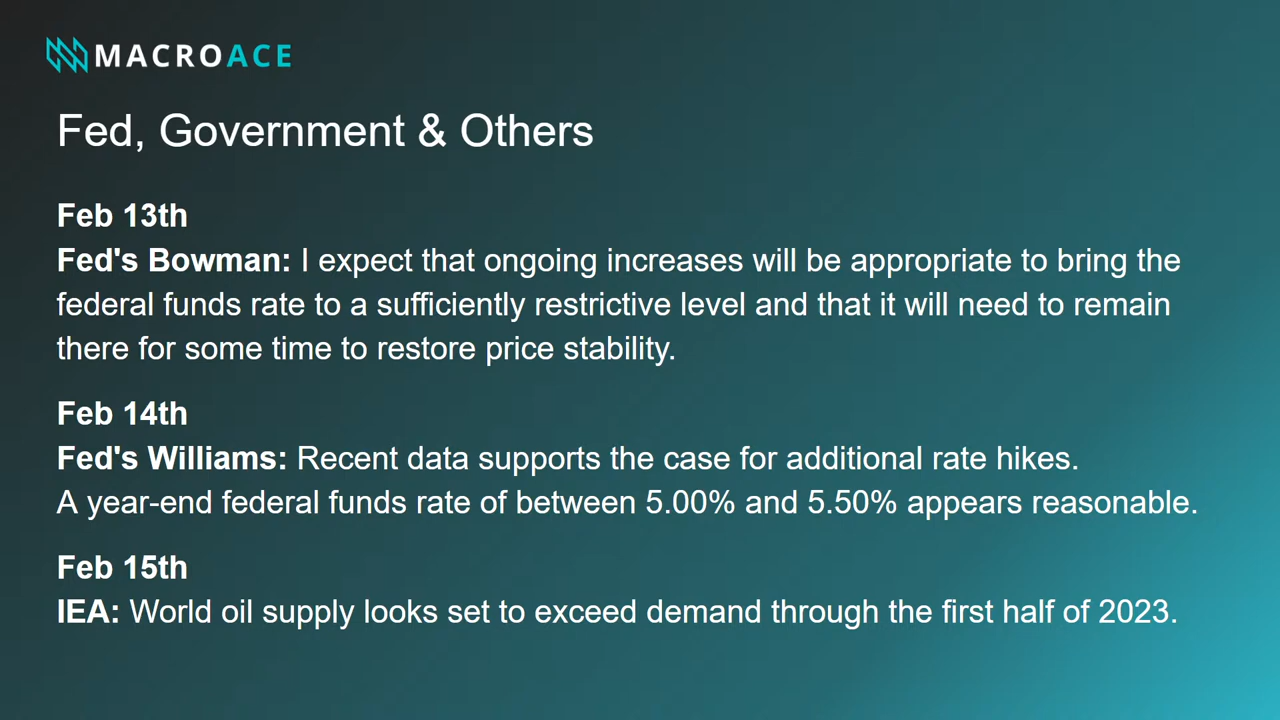 MACROACE
Fed, Government & Others
Feb 13th
Fed's Bowman: I expect that ongoing increases will be appropriate to bring the
federal funds rate to a sufficiently restrictive level and that it will need to remain
there for some time to restore price stability.
Feb 14th
Fed's Williams: Recent data supports the case for additional rate hikes.
A year-end federal funds rate of between 5.00% and 5.50% appears reasonable.
Feb 15th
IEA: World oil supply looks set to exceed demand through the first half of 2023.